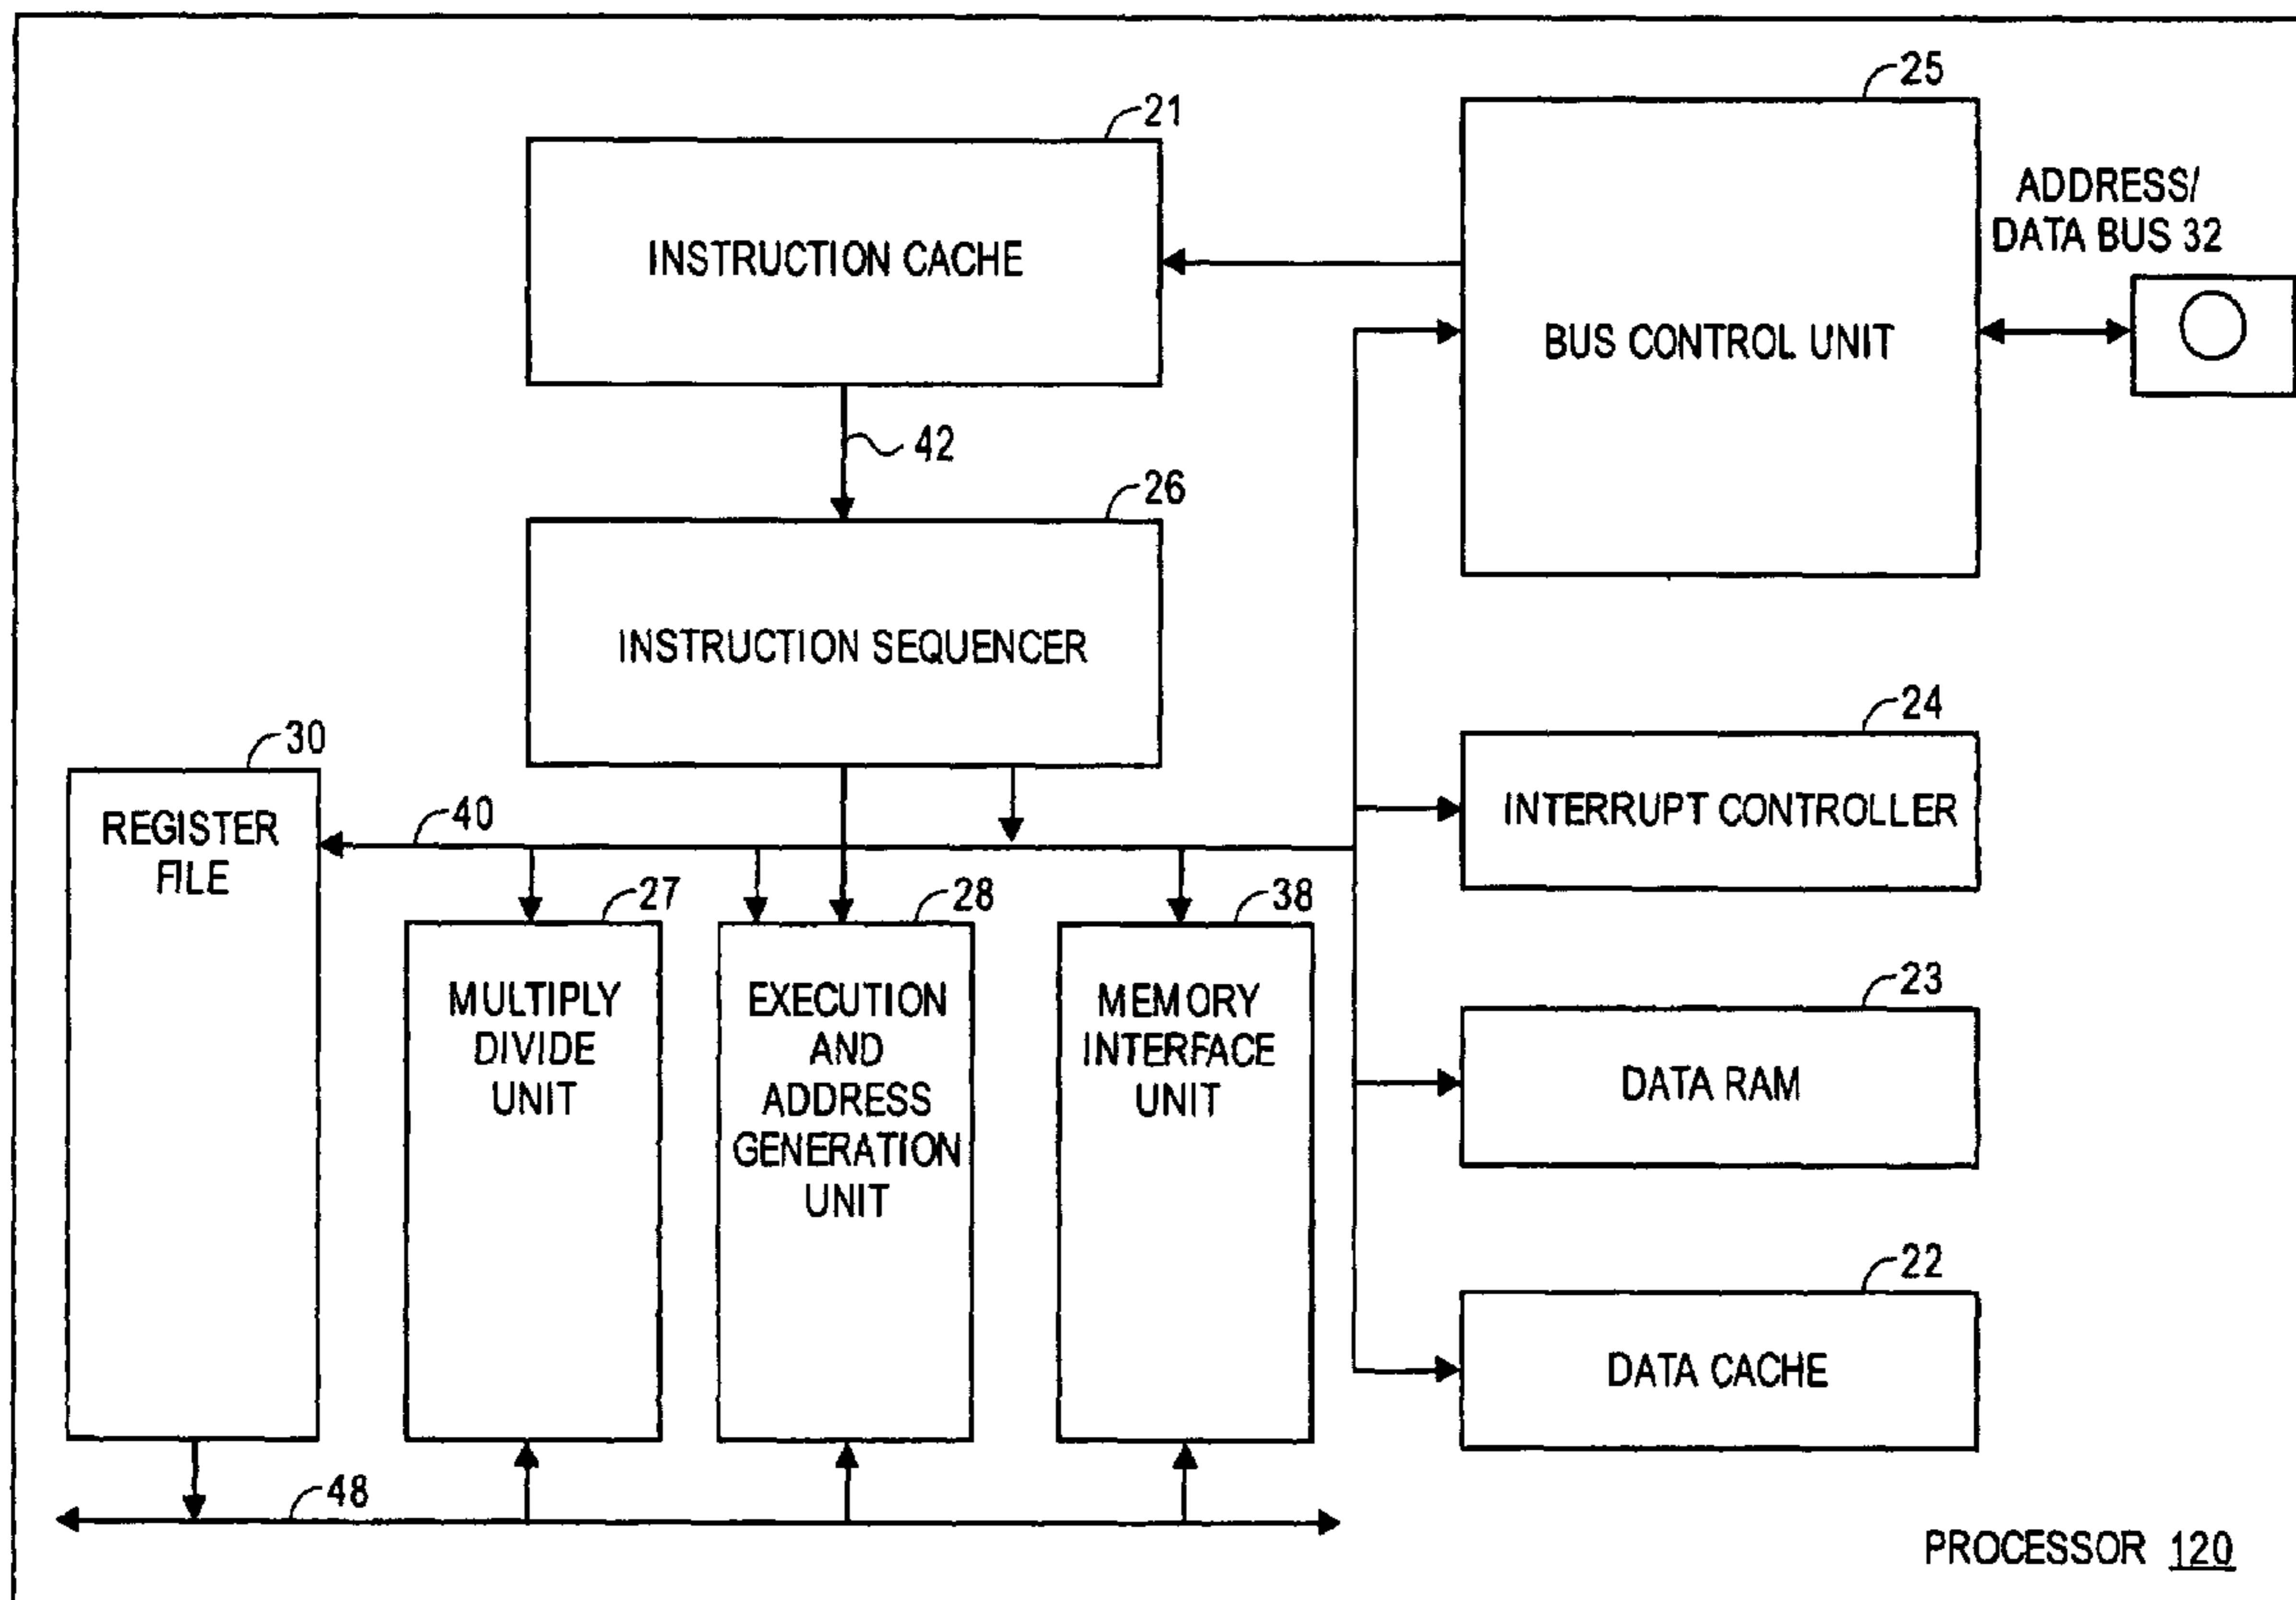 25
21
ADDRESS/
DATA BUS 32
INSTRUCTION CACHE
BUS CONTROL UNIT
42
26
INSTRUCTION SEQUENCER
24
INTERRUPT CONTROLLER
30
REGISTER
FILE
40
27
28
38
MULTIPLY
DIVIDE
UNIT
EXECUTION
AND
ADDRESS
GENERATION
UNIT
MEMORY
INTERFACE
UNIT
23
DATA RAM
22
DATA CACHE
48
PROCESSOR 120